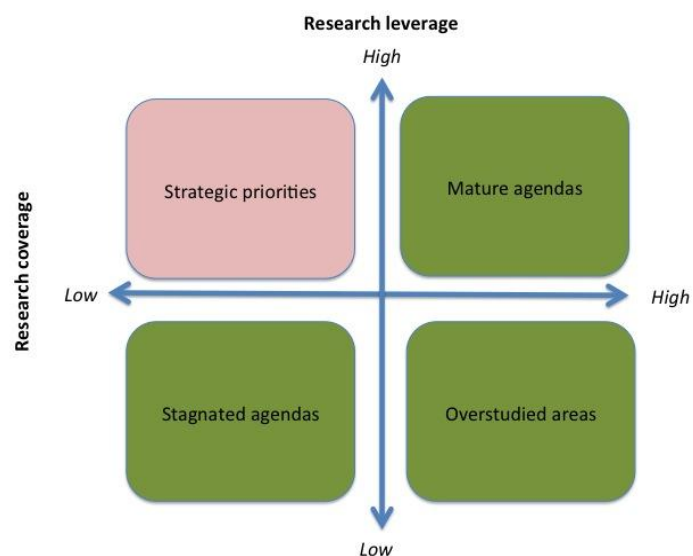 Research leverage
High
Strategic priorities
Mature agendas
Research coverage
Low
High
Stagnated agendas
Overstudied areas
Low